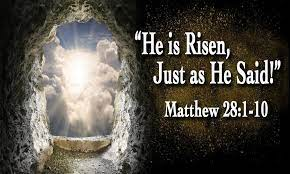 “He is Risen,
Just as He Said!”
Matthew 28:1-10